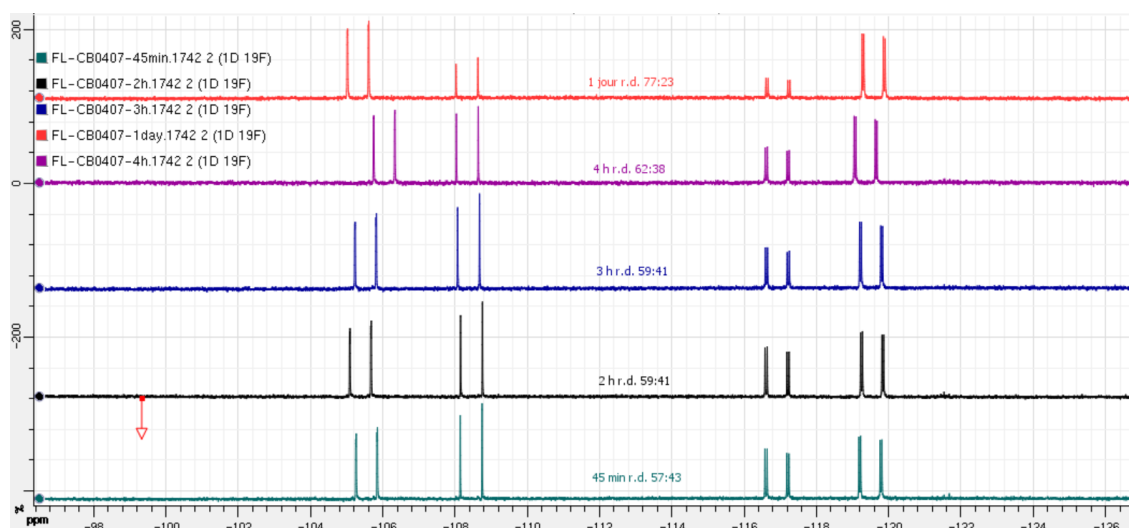 200
FL-CB0407-45min.1742 2 (1D 19F)
FL-CB0407-2h.1742 2 (1D 19F)
FL-CB0407-3h.1742 2 (1D 19F)
FL-CB0407-1day.1742 2 (1D 19F)
FL-CB0407-4h.1742 2 (1D 19F)
1 jour r.d. 77:23
0
4 h r.d. 62:38
3 h r.d. 59:41
-200
2 h r.d. 59:41
45 min r.d. 57:43
ppm
-98 -100 -102 -104 -106 -108 -110 -112 -114 -116 -118 -120 -122 -124 -126